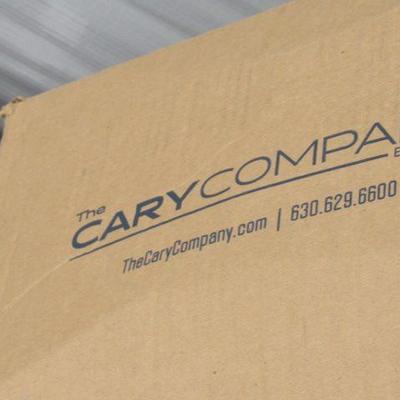 The
CARYCOMPA
E
TheCaryCompany.com | 630.629.6600